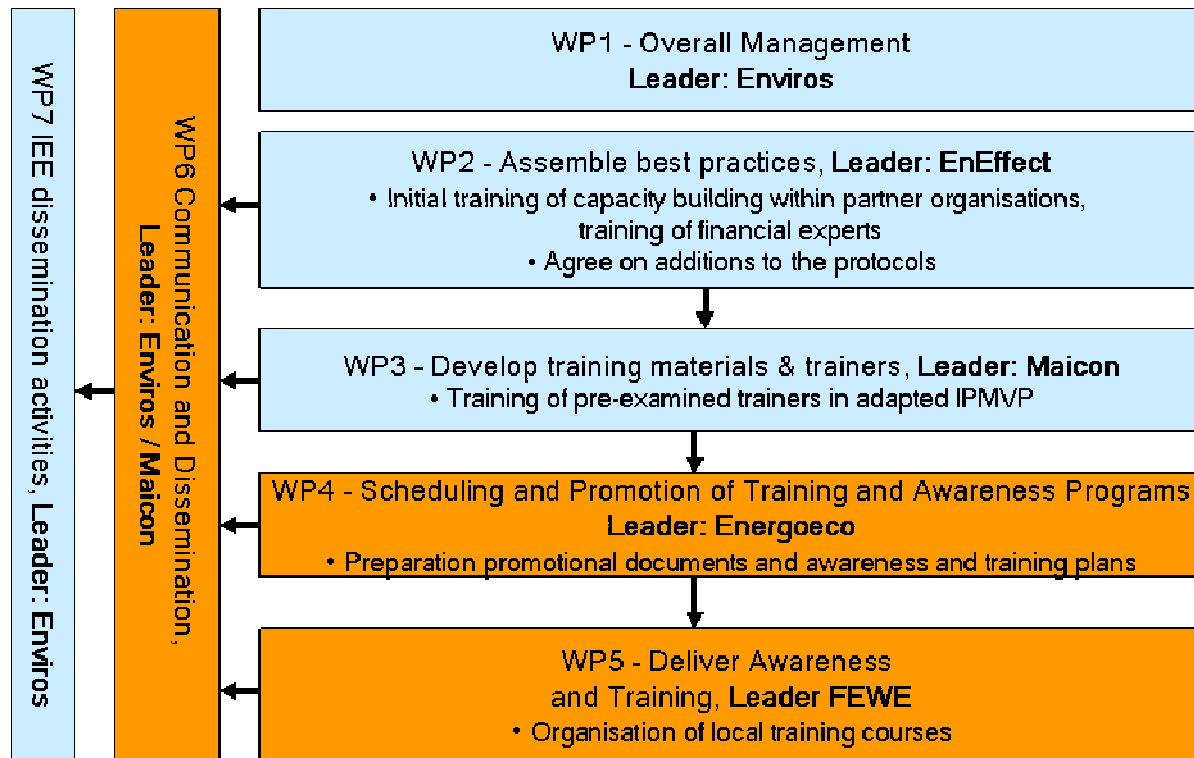 WP7 IEE dissemination activities, Leader: Enviros
WP6 Communication and Dissemination,
Leader: Enviros / Maicon
WP1 - Overall Management
Leader: Enviros
WP2 - Assemble best practices, Leader: EnEffect
• Initial training of capacity building within partner organisations,
training of financial experts
• Agree on additions to the protocols
WP3 - Develop training materials & trainers, Leader: Maicon
• Training of pre-examined trainers in adapted IPMVP
WP4 - Scheduling and Promotion of Training and Awareness Programs
Leader: Energoeco
• Preparation promotional documents and awareness and training plans
WP5 - Deliver Awareness
and Training, Leader FEWE
• Organisation of local training courses